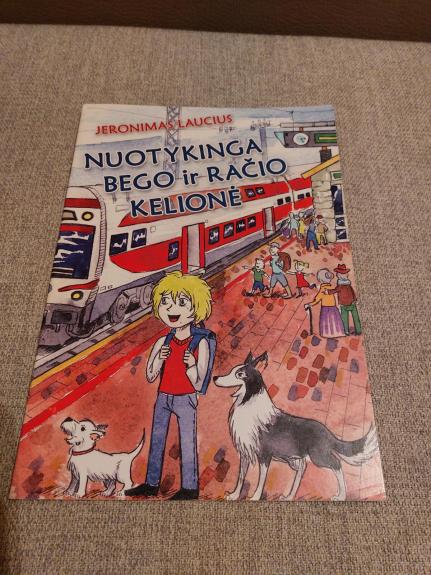 JERONIMAS LAUCIUS
NUOTYKINGA
BEGO ir RAČIO
KELIONĖ